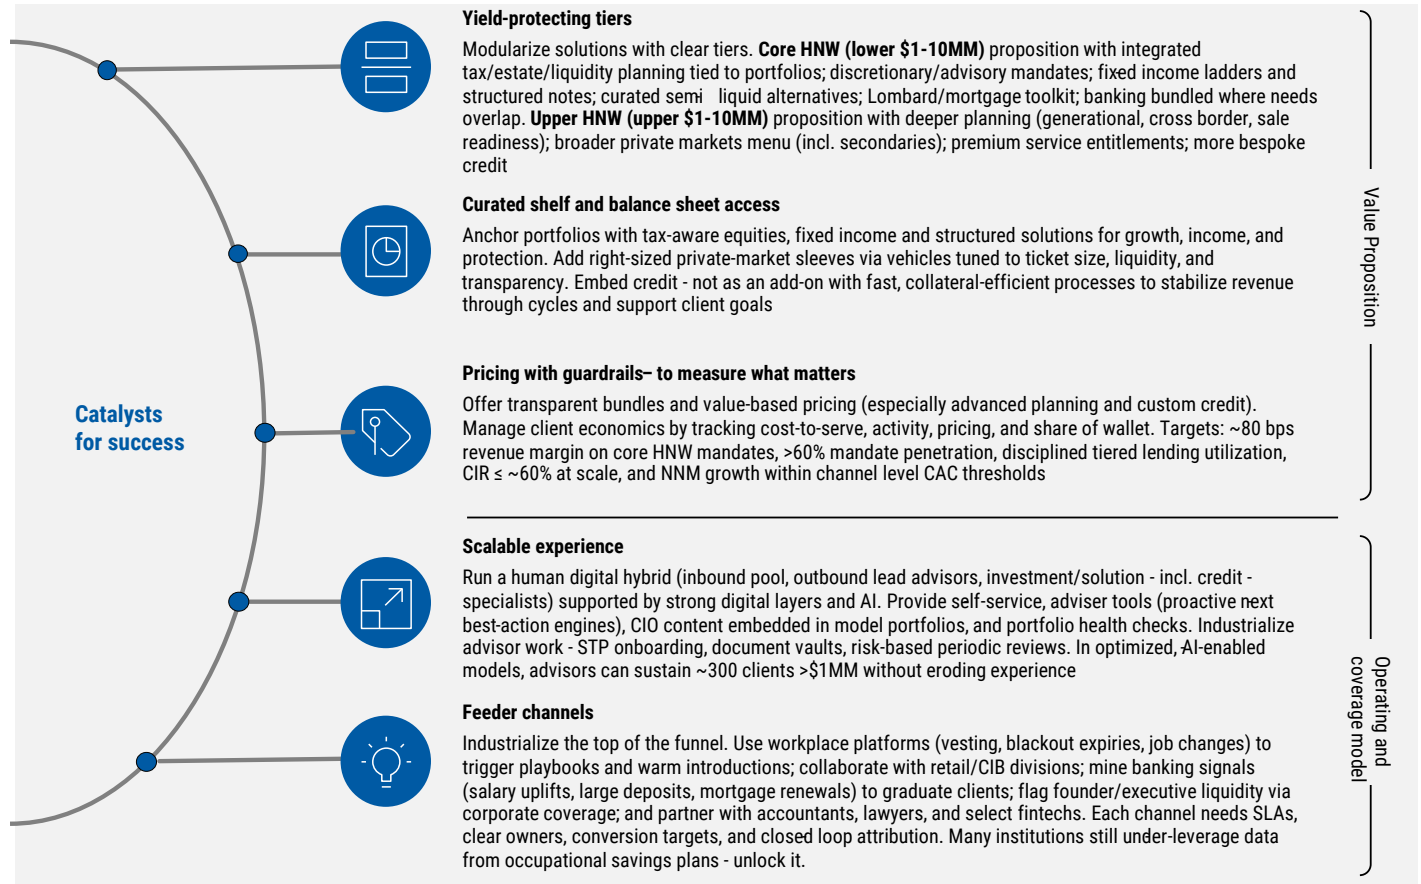 Yield-protecting tiers
Modularize solutions with clear tiers. Core HNW (lower $1-10MM) proposition with integrated
tax/estate/liquidity planning tied to portfolios; discretionary/advisory mandates; fixed income ladders and
structured notes; curated semi liquid alternatives; Lombard/mortgage toolkit; banking bundled where needs
overlap. Upper HNW (upper $1-10MM) proposition with deeper planning (generational, cross border, sale
readiness); broader private markets menu (incl. secondaries); premium service entitlements; more bespoke
credit
Curated shelf and balance sheet access
Anchor portfolios with tax-aware equities, fixed income and structured solutions for growth, income, and
protection. Add right-sized private-market sleeves via vehicles tuned to ticket size, liquidity, and
transparency. Embed credit - not as an add-on with fast, collateral-efficient processes to stabilize revenue
through cycles and support client goals
Pricing with guardrails– to measure what matters
Offer transparent bundles and value-based pricing (especially advanced planning and custom credit).
Manage client economics by tracking cost-to-serve, activity, pricing, and share of wallet. Targets: ~80 bps
revenue margin on core HNW mandates, >60% mandate penetration, disciplined tiered lending utilization,
CIR ≤ ~60% at scale, and NNM growth within channel level CAC thresholds
Value Proposition
Catalysts
for success
Scalable experience
Run a human digital hybrid (inbound pool, outbound lead advisors, investment/solution - incl. credit -
specialists) supported by strong digital layers and AI. Provide self-service, adviser tools (proactive next
best-action engines), CIO content embedded in model portfolios, and portfolio health checks. Industrialize
advisor work - STP onboarding, document vaults, risk-based periodic reviews. In optimized, AI-enabled
models, advisors can sustain ~300 clients >$1MM without eroding experience
Feeder channels
Industrialize the top of the funnel. Use workplace platforms (vesting, blackout expiries, job changes) to
trigger playbooks and warm introductions; collaborate with retail/CIB divisions; mine banking signals
(salary uplifts, large deposits, mortgage renewals) to graduate clients; flag founder/executive liquidity via
corporate coverage; and partner with accountants, lawyers, and select fintechs. Each channel needs SLAs,
clear owners, conversion targets, and closed loop attribution. Many institutions still under-leverage data
from occupational savings plans - unlock it.
Operating and
coverage model